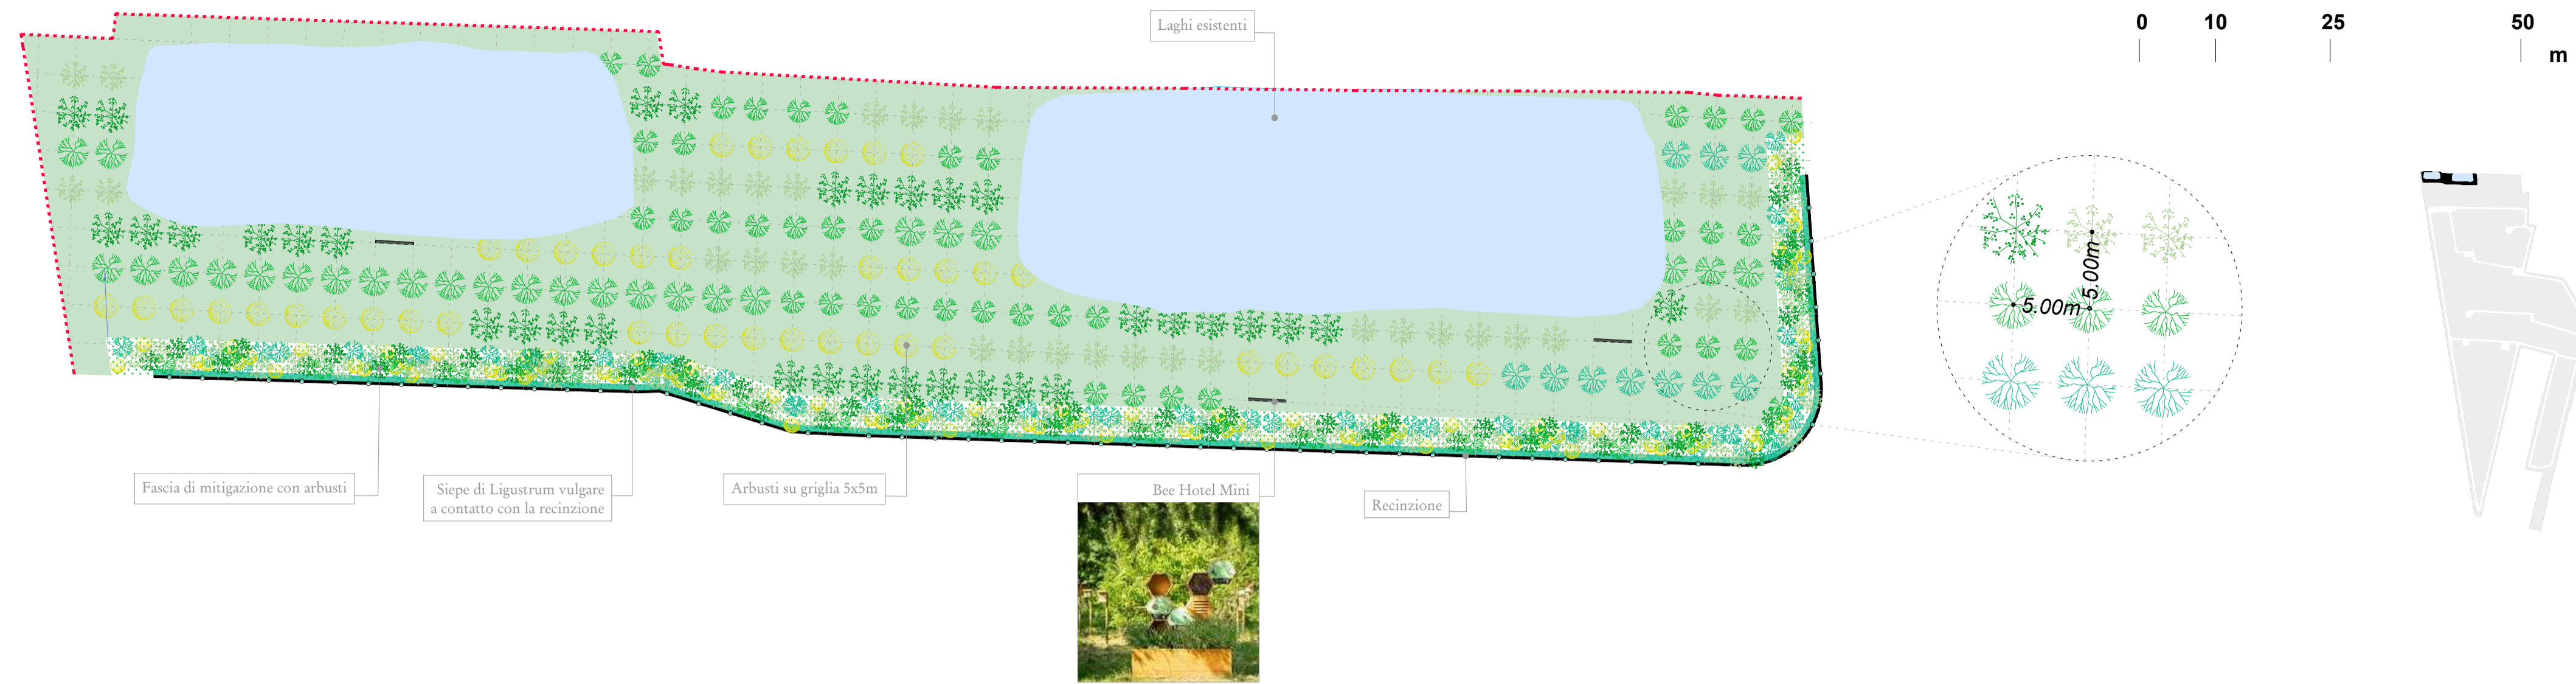 Laghi esistenti
0 10 25 50
m
5.00m
5.00m
Fascia di mitigazione con arbusti
Siepe di Ligustrum vulgare
a contatto con la recinzione
Arbusti su griglia 5x5m
Bee Hotel Mini
Recinzione